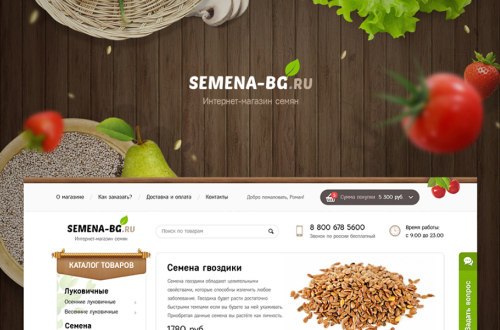 SEMENA-BG.RU
Интернет-магазин семян
О магазине / Как заказать? / Доставка и оплата / Контакты
Добро пожаловать, Роман!
Сумма покупки 5 300 руб.
SEMENA-BG.RU
Интернет-магазин семян
Поиск по товарам
8 800 678 5600
Звонок по россии бесплатный
Время работы:
с 9:00 до 23:00
КАТАЛОГ ТОВАРОВ
Луковичные
Осенние луковичные
Весенние луковичные
Семена
Семена гвоздики
Семена гвоздики обладают целительными
свойствами, которые способны излечить любое
заболевание. Гвоздика будет расти достаточно
быстрыми темпами если вы будете за ней ухаживать.
Приобретая данные семена вы растёте как личность.
1780 руб
Задать вопрос